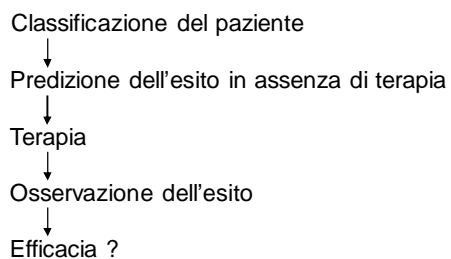 Classificazione del paziente
Predizione dell'esito in assenza di terapia
Terapia
Osservazione dell'esito
Efficacia ?